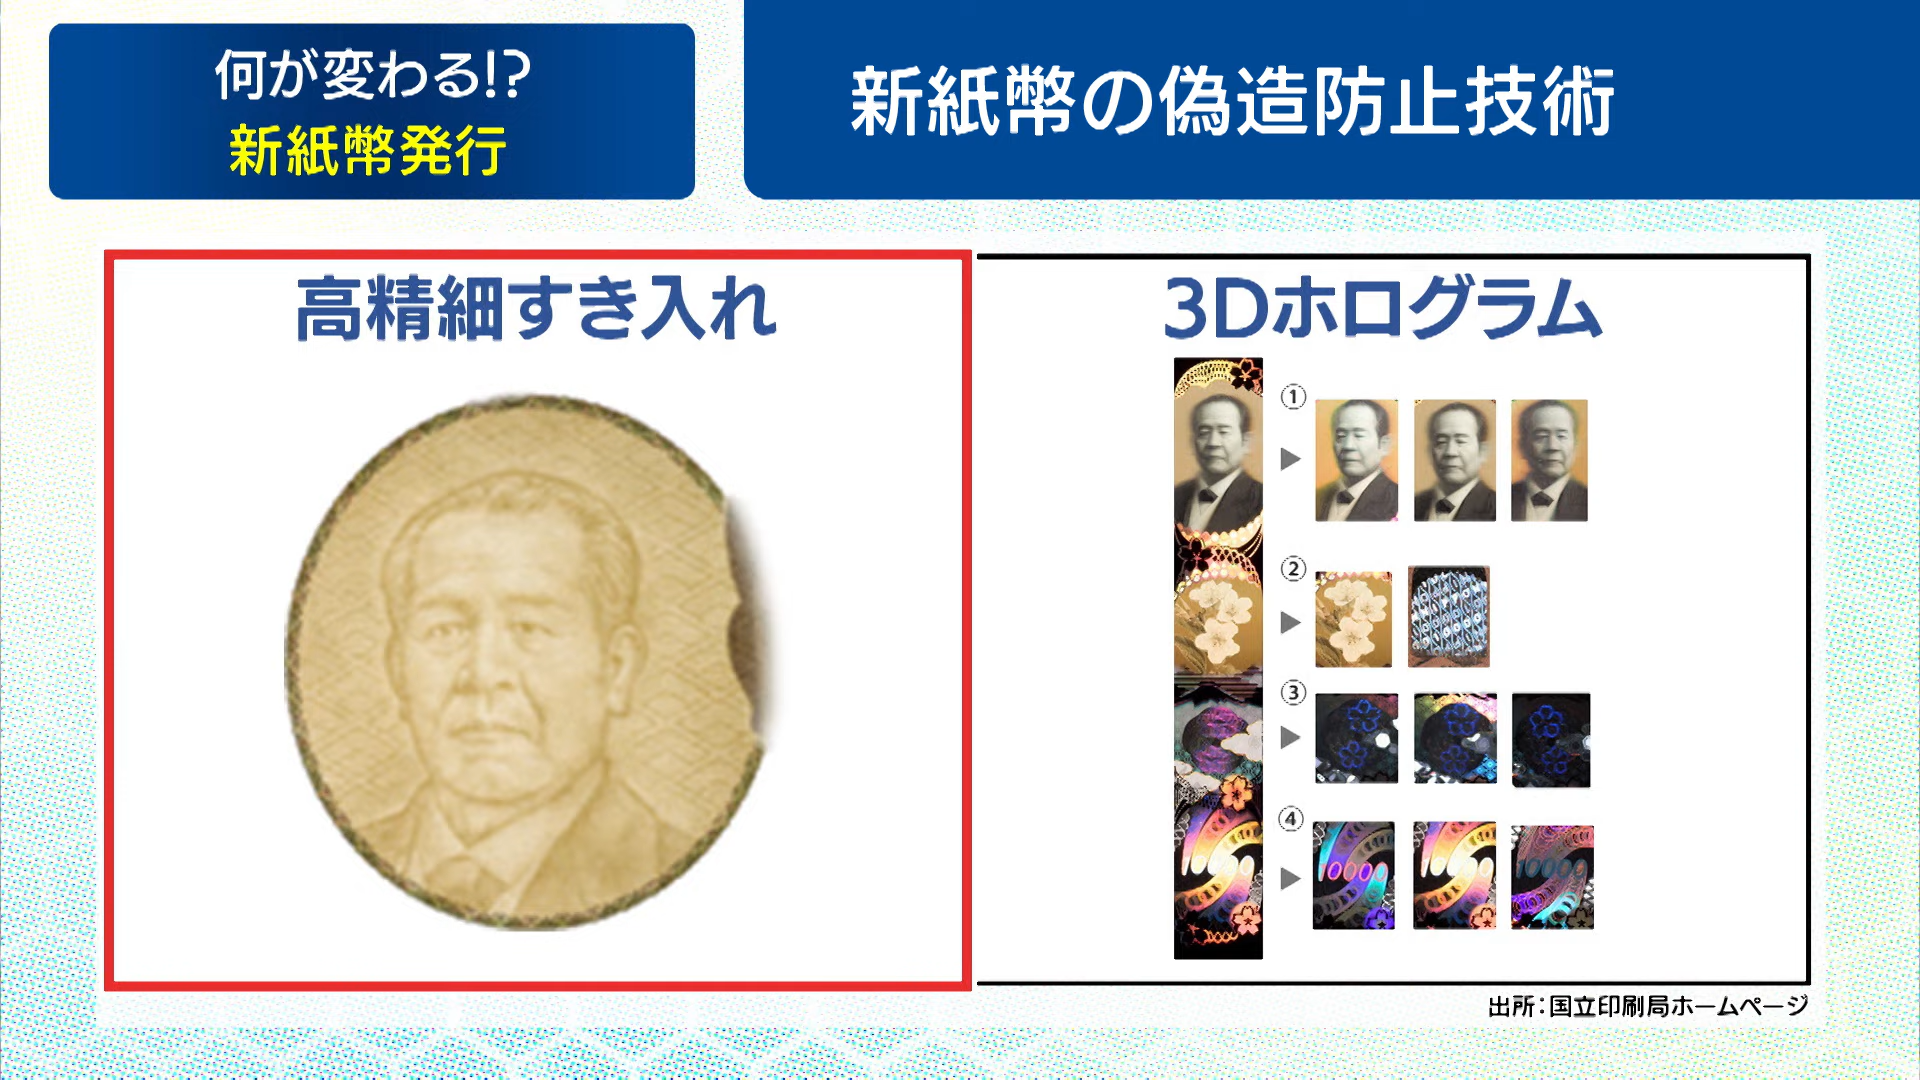 何が変わる!?
新紙幣発行
新紙幣の偽造防止技術
高精細すき入れ
3Dホログラム
①
②
③
④
10000
10000
出所:国立印刷局ホームページ